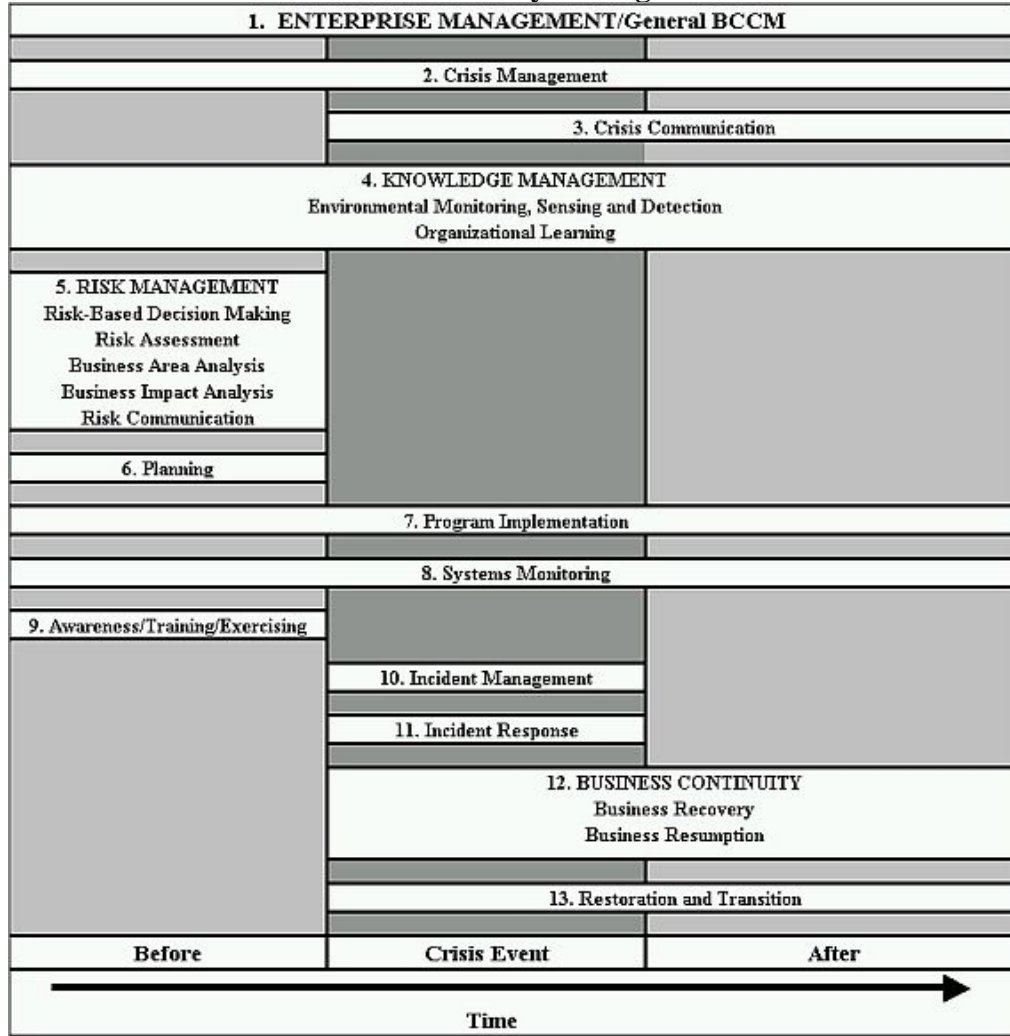 1. ENTERPRISE MANAGEMENT/General BCCM
2. Crisis Management
3. Crisis Communication
4. KNOWLEDGE MANAGEMENT
Environmental Monitoring, Sensing and Detection
Organizational Learning
5. RISK MANAGEMENT
Risk-Based Decision Making
Risk Assessment
Business Area Analysis
Business Impact Analysis
Risk Communication
6. Planning
7. Program Implementation
8. Systems Monitoring
9. Awareness/Training/Exercising
10. Incident Management
11. Incident Response
12. BUSINESS CONTINUITY
Business Recovery
Business Resumption
13. Restoration and Transition
Before Crisis Event After
Time